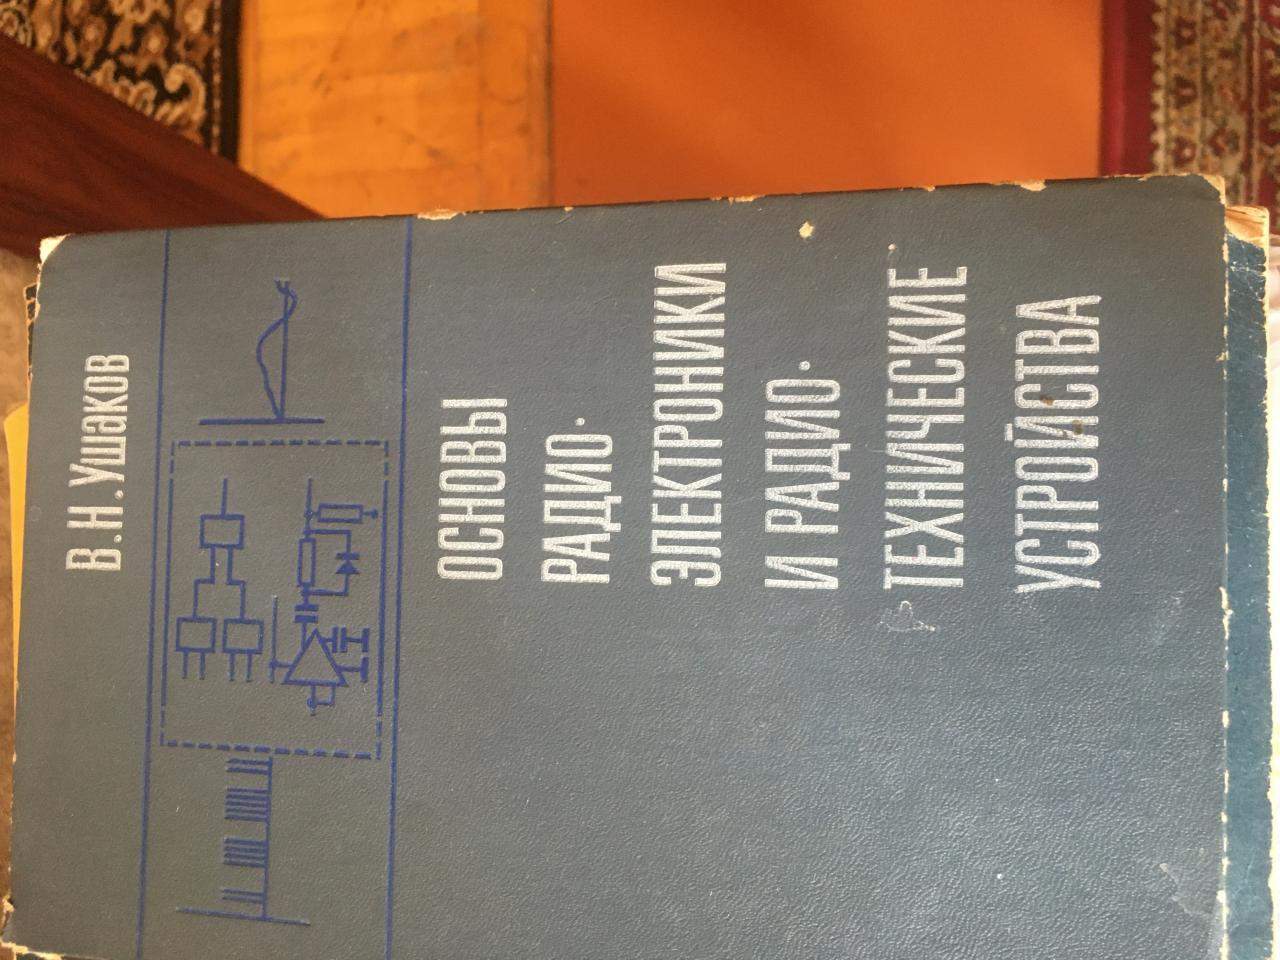 В.Н.Ушаков
ОСНОВЫ
РАДИО-
ЭЛЕКТРОНИКИ
И РАДИО-
ТЕХНИЧЕСКИЕ
УСТРОЙСТВА